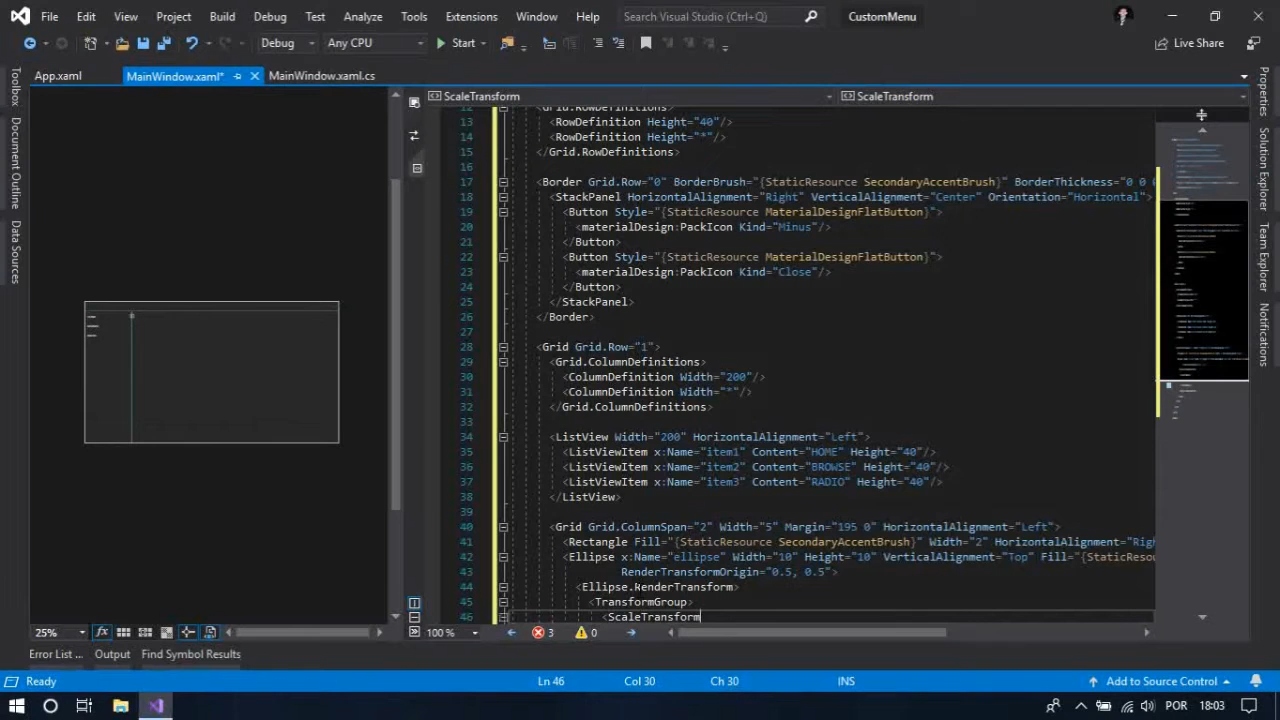 File Edit View Project Build Debug Test Analyze Tools Extensions Window Help Search Visual Studio (Ctrl+Q) CustomMenu
Debug Any CPU Start Live Share
App.xaml MainWindow.xaml* MainWindow.xaml.cs
ScaleTransform ScaleTransform
12 <Grid.RowDefinitions>
13 <RowDefinition Height="40"/>
14 <RowDefinition Height="*"/>
15 </Grid.RowDefinitions>
16
17 <Border Grid.Row="0" BorderBrush="{StaticResource SecondaryAccentBrush}" BorderThickness="0 0 0
18 <StackPanel HorizontalAlignment="Right" VerticalAlignment="Center" Orientation="Horizontal">
19 <Button Style="{StaticResource MaterialDesignFlatButton}">
20 <materialDesign:PackIcon Kind="Minus"/>
21 </Button>
22 <Button Style="{StaticResource MaterialDesignFlatButton}">
23 <materialDesign:PackIcon Kind="Close"/>
24 </Button>
25 </StackPanel>
26 </Border>
27
28 <Grid Grid.Row="1">
29 <Grid.ColumnDefinitions>
30 <ColumnDefinition Width="200"/>
31 <ColumnDefinition Width="*"/>
32 </Grid.ColumnDefinitions>
33
34 <ListView Width="200" HorizontalAlignment="Left">
35 <ListViewItem x:Name="item1" Content="HOME" Height="40"/>
36 <ListViewItem x:Name="item2" Content="BROWSE" Height="40"/>
37 <ListViewItem x:Name="item3" Content="RADIO" Height="40"/>
38 </ListView>
39
40 <Grid Grid.ColumnSpan="2" Width="5" Margin="195 0" HorizontalAlignment="Left">
41 <Rectangle Fill="{StaticResource SecondaryAccentBrush}" Width="2" HorizontalAlignment="Rig
42 <Ellipse x:Name="ellipse" Width="10" Height="10" VerticalAlignment="Top" Fill="{StaticReso
43 RenderTransformOrigin="0.5, 0.5">
44 <Ellipse.RenderTransform>
45 <TransformGroup>
46 <ScaleTransform
Toolbox
Document Outline
Data Sources
Properties
Solution Explorer
Team Explorer
Notifications
25% 100 % 3 0
Error List ... Output Find Symbol Results
Ready Ln 46 Col 30 Ch 30 INS Add to Source Control
POR 18:03